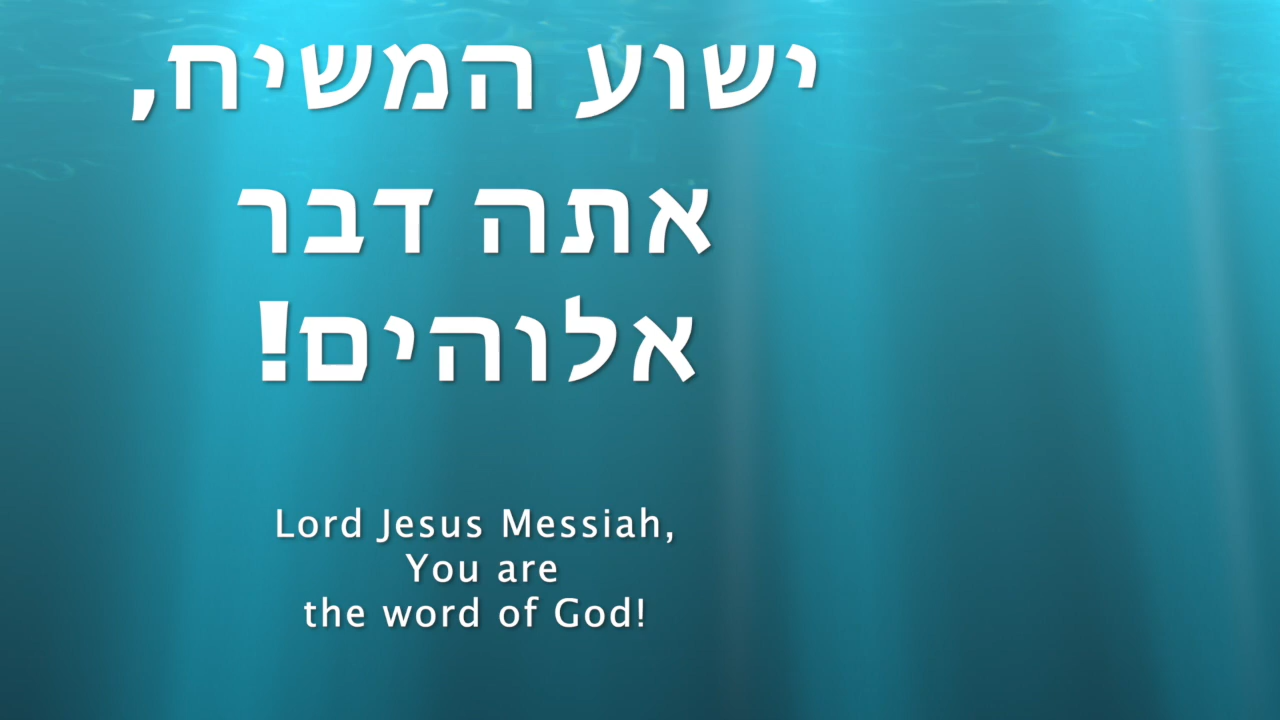 ישוע המשיח,
אתה דבר
אלוהים!
Lord Jesus Messiah,
You are
the word of God!